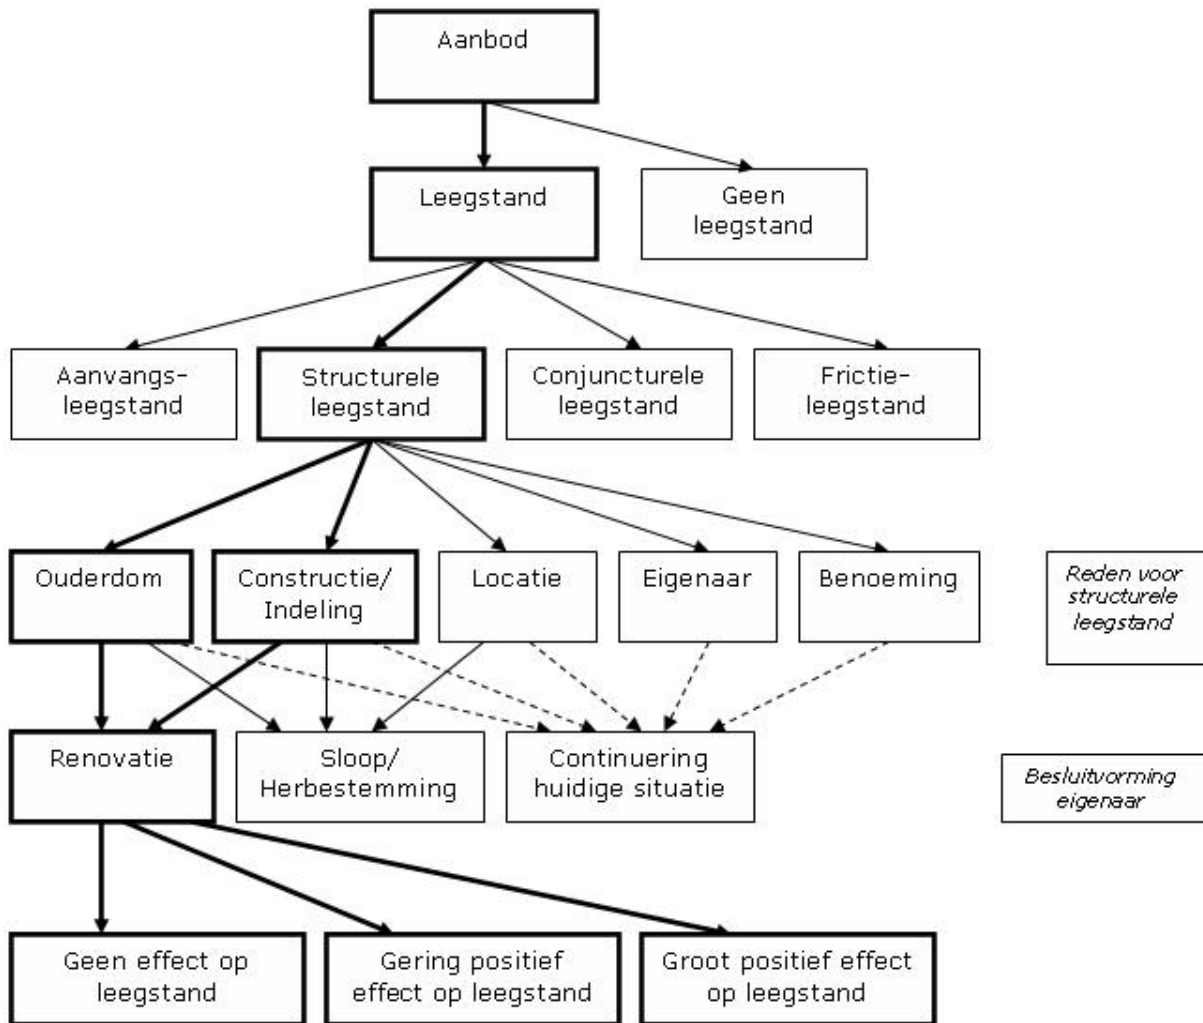 Aanbod
Leegstand
Geen
leegstand
Aanvangs-
leegstand
Structurele
leegstand
Conjuncturele
leegstand
Frictie-
leegstand
Ouderdom
Constructie/
Indeling
Locatie
Eigenaar
Benoeming
Reden voor
structurele
leegstand
Renovatie
Sloop/
Herbestemming
Continuering
huidige situatie
Besluitvorming
eigenaar
Geen effect op
leegstand
Gering positief
effect op leegstand
Groot positief effect
op leegstand